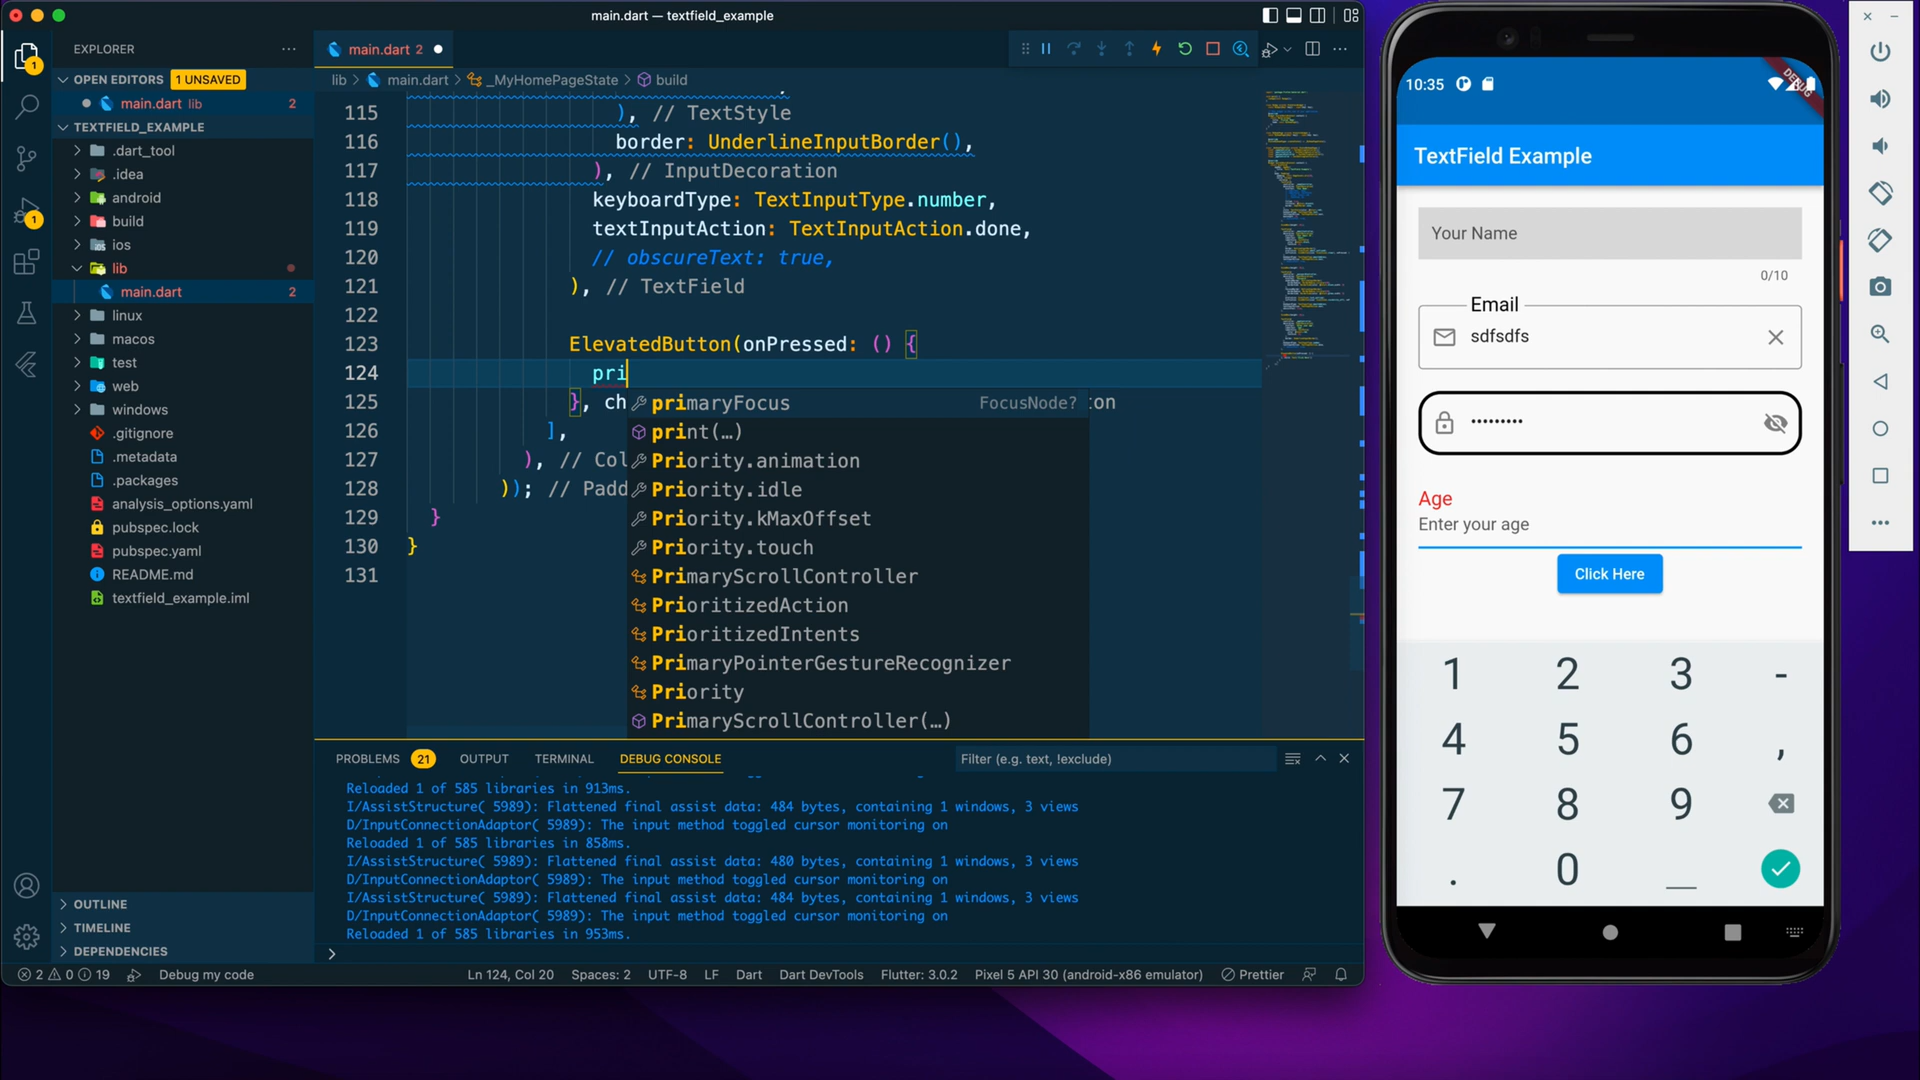 main.dart — textfield_example
EXPLORER
OPEN EDITORS
1 UNSAVED
main.dart lib 2
TEXTFIELD_EXAMPLE
.dart_tool
.idea
android
build
ios
lib
main.dart 2
linux
macos
test
web
windows
.gitignore
.metadata
.packages
analysis_options.yaml
pubspec.lock
pubspec.yaml
README.md
textfield_example.iml
OUTLINE
TIMELINE
DEPENDENCIES
1
1
main.dart 2
lib > main.dart > _MyHomePageState > build
115 ), // TextStyle
116 border: UnderlineInputBorder(),
117 ), // InputDecoration
118 keyboardType: TextInputType.number,
119 textInputAction: TextInputAction.done,
120 // obscureText: true,
121 ), // TextField
122
123 ElevatedButton(onPressed: () {
124 pri
125 }, ch
126 ],
127 ), // Col
128 )); // Padd
129 }
130 }
131
primaryFocus FocusNode?
print(…)
Priority.animation
Priority.idle
Priority.kMaxOffset
Priority.touch
PrimaryScrollController
PrioritizedAction
PrioritizedIntents
PrimaryPointerGestureRecognizer
Priority
PrimaryScrollController(…)
PROBLEMS 21 OUTPUT TERMINAL DEBUG CONSOLE
Filter (e.g. text, !exclude)
Reloaded 1 of 585 libraries in 913ms.
I/AssistStructure( 5989): Flattened final assist data: 484 bytes, containing 1 windows, 3 views
D/InputConnectionAdaptor( 5989): The input method toggled cursor monitoring on
Reloaded 1 of 585 libraries in 858ms.
I/AssistStructure( 5989): Flattened final assist data: 480 bytes, containing 1 windows, 3 views
D/InputConnectionAdaptor( 5989): The input method toggled cursor monitoring on
I/AssistStructure( 5989): Flattened final assist data: 484 bytes, containing 1 windows, 3 views
D/InputConnectionAdaptor( 5989): The input method toggled cursor monitoring on
Reloaded 1 of 585 libraries in 953ms.
2 0 19 Debug my code Ln 124, Col 20 Spaces: 2 UTF-8 LF Dart Dart DevTools Flutter: 3.0.2 Pixel 5 API 30 (android-x86 emulator) Prettier
10:35
DEBUG
TextField Example
Your Name
0/10
Email
sdfsdfs
•••••••••
Age
Enter your age
Click Here
1 2 3 -
4 5 6 ,
7 8 9
. 0